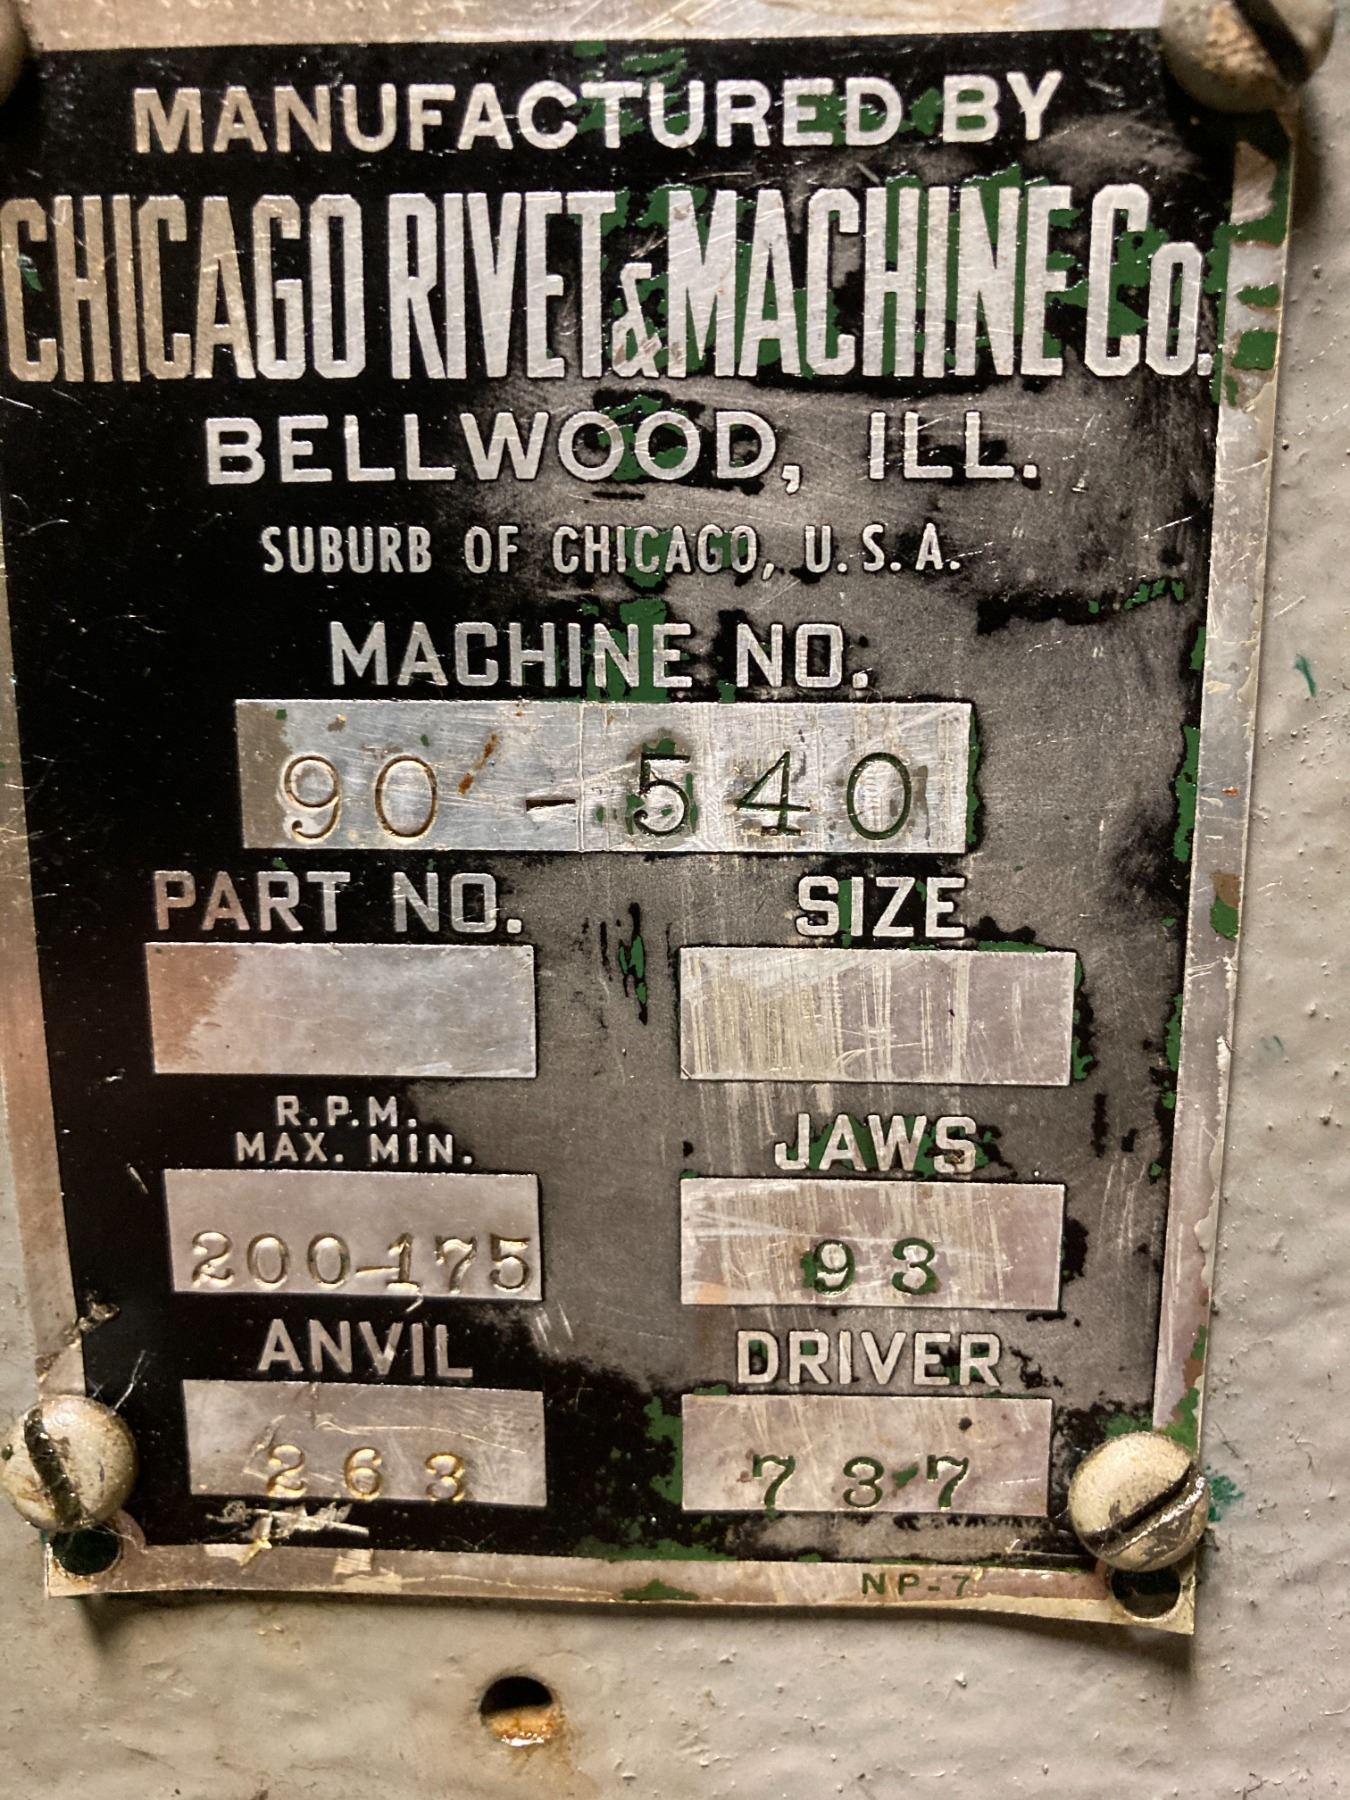 MANUFACTURED BY
CHICAGO RIVET & MACHINE CO.
BELLWOOD, ILL.
SUBURB OF CHICAGO, U.S.A.
MACHINE NO.
90-540
PART NO. SIZE
R.P.M.
MAX. MIN. JAWS
200-175 93
ANVIL DRIVER
263 737
NP-7